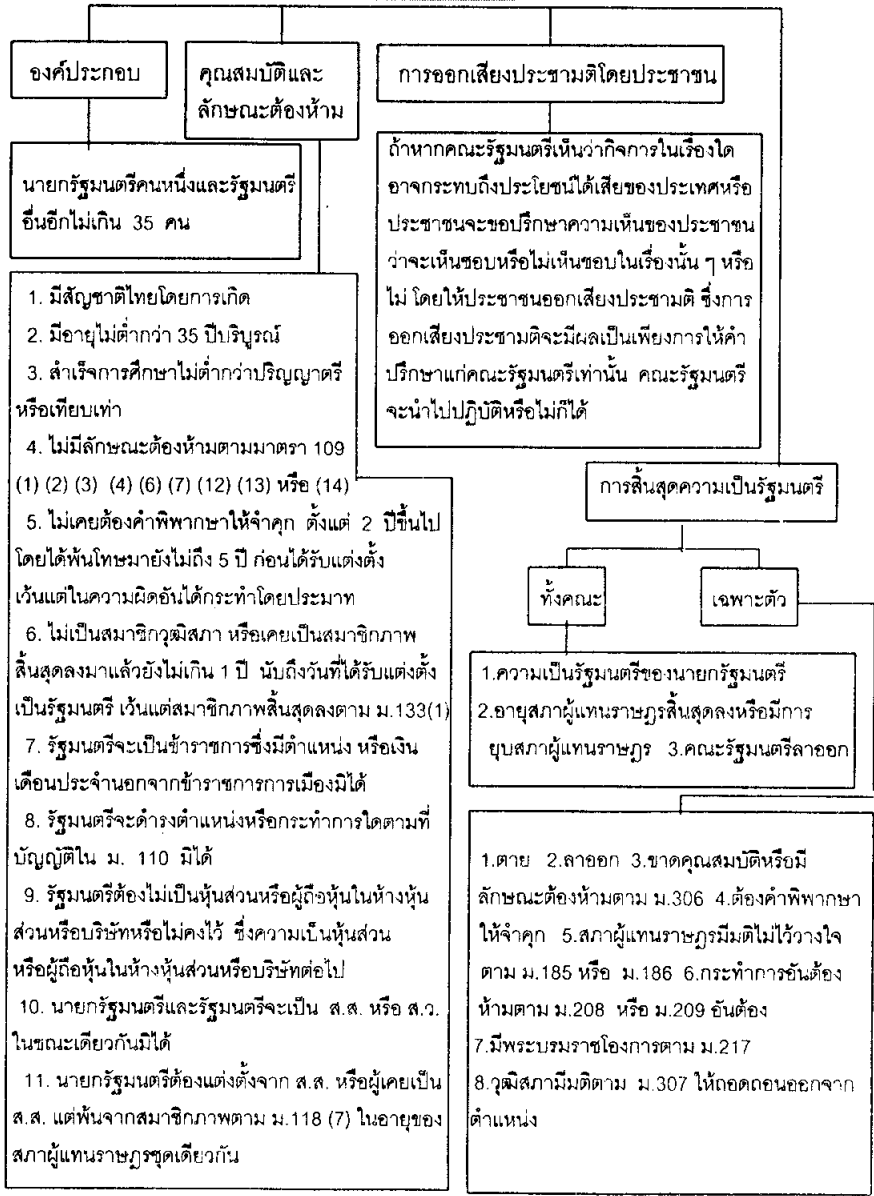 องค์ประกอบ
คุณสมบัติและ
ลักษณะต้องห้าม
การออกเสียงประชามติโดยประชาชน
นายกรัฐมนตรีคนหนึ่งและรัฐมนตรี
อื่นอีกไม่เกิน 35 คน
ถ้าหากคณะรัฐมนตรีเห็นว่ากิจการในเรื่องใด
อาจกระทบถึงประโยชน์ได้เสียของประเทศหรือ
ประชาชนจะขอปรึกษาความเห็นของประชาชน
ว่าจะเห็นชอบหรือไม่เห็นชอบในเรื่องนั้น ๆ หรือ
ไม่ โดยให้ประชาชนออกเสียงประชามติ ซึ่งการ
ออกเสียงประชามติจะมีผลเป็นเพียงการให้คำ
ปรึกษาแก่คณะรัฐมนตรีเท่านั้น คณะรัฐมนตรี
จะนำไปปฏิบัติหรือไม่ก็ได้
1. มีสัญชาติไทยโดยการเกิด
2. มีอายุไม่ต่ำกว่า 35 ปีบริบูรณ์
3. สำเร็จการศึกษาไม่ต่ำกว่าปริญญาตรี
หรือเทียบเท่า
4. ไม่มีลักษณะต้องห้ามตามมาตรา 109
(1) (2) (3) (4) (6) (7) (12) (13) หรือ (14)
5. ไม่เคยต้องคำพิพากษาให้จำคุก ตั้งแต่ 2 ปีขึ้นไป
โดยได้พ้นโทษมายังไม่ถึง 5 ปี ก่อนได้รับแต่งตั้ง
เว้นแต่ในความผิดอันได้กระทำโดยประมาท
6. ไม่เป็นสมาชิกวุฒิสภา หรือเคยเป็นสมาชิกภาพ
สิ้นสุดลงมาแล้วยังไม่เกิน 1 ปี นับถึงวันที่ได้รับแต่งตั้ง
เป็นรัฐมนตรี เว้นแต่สมาชิกภาพสิ้นสุดลงตาม ม.133(1)
7. รัฐมนตรีจะเป็นข้าราชการซึ่งมีตำแหน่ง หรือเงิน
เดือนประจำนอกจากข้าราชการการเมืองมิได้
8. รัฐมนตรีจะดำรงตำแหน่งหรือกระทำการใดตามที่
บัญญัติใน ม. 110 มิได้
9. รัฐมนตรีต้องไม่เป็นหุ้นส่วนหรือผู้ถือหุ้นในห้างหุ้น
ส่วนหรือบริษัทหรือไม่คงไว้ ซึ่งความเป็นหุ้นส่วน
หรือผู้ถือหุ้นในห้างหุ้นส่วนหรือบริษัทต่อไป
10. นายกรัฐมนตรีและรัฐมนตรีจะเป็น ส.ส. หรือ ส.ว.
ในขณะเดียวกันมิได้
11. นายกรัฐมนตรีต้องแต่งตั้งจาก ส.ส. หรือผู้เคยเป็น
ส.ส. แต่พ้นจากสมาชิกภาพตาม ม.118 (7) ในอายุของ
สภาผู้แทนราษฎรชุดเดียวกัน
การสิ้นสุดความเป็นรัฐมนตรี
ทั้งคณะ
เฉพาะตัว
1.ความเป็นรัฐมนตรีของนายกรัฐมนตรี
2.อายุสภาผู้แทนราษฎรสิ้นสุดลงหรือมีการ
ยุบสภาผู้แทนราษฎร 3.คณะรัฐมนตรีลาออก
1.ตาย 2.ลาออก 3.ขาดคุณสมบัติหรือมี
ลักษณะต้องห้ามตาม ม.306 4.ต้องคำพิพากษา
ให้จำคุก 5.สภาผู้แทนราษฎรมีมติไม่ไว้วางใจ
ตาม ม.185 หรือ ม.186 6.กระทำการอันต้อง
ห้ามตาม ม.208 หรือ ม.209 อันต้อง
7.มีพระบรมราชโองการตาม ม.217
8.วุฒิสภามีมติตาม ม.307 ให้ถอดถอนออกจาก
ตำแหน่ง